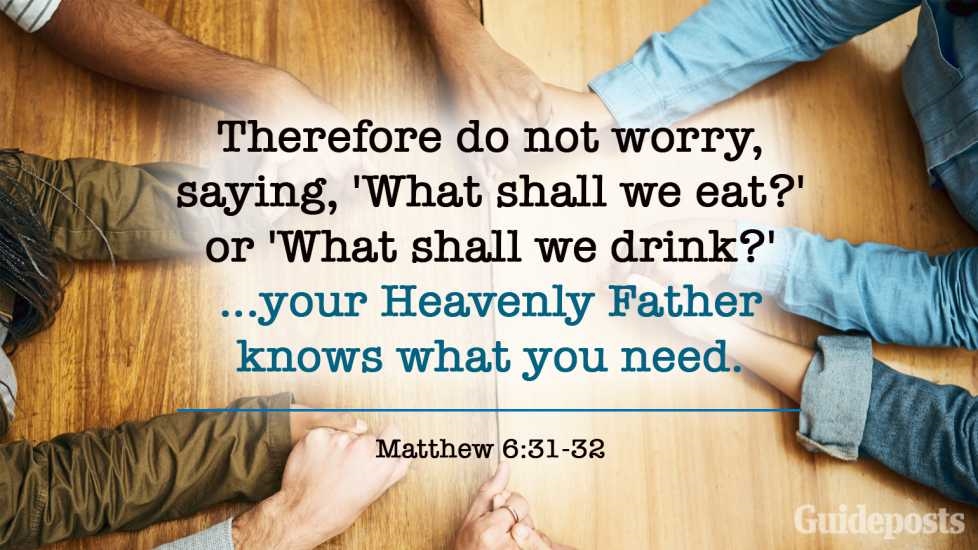 Therefore do not worry,
saying, 'What shall we eat?'
or 'What shall we drink?'
...your Heavenly Father
knows what you need.
Matthew 6:31-32
Guideposts